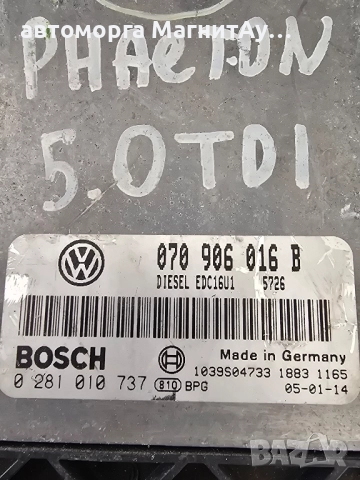 автоморга МагнитАу...
PHAETON
5.0TDI
070 906 016 B
DIESEL EDC16U1 5726
BOSCH
Made in Germany
1039S04733 1883 1165
0 281 010 737 810 BPG 05-01-14
bazar